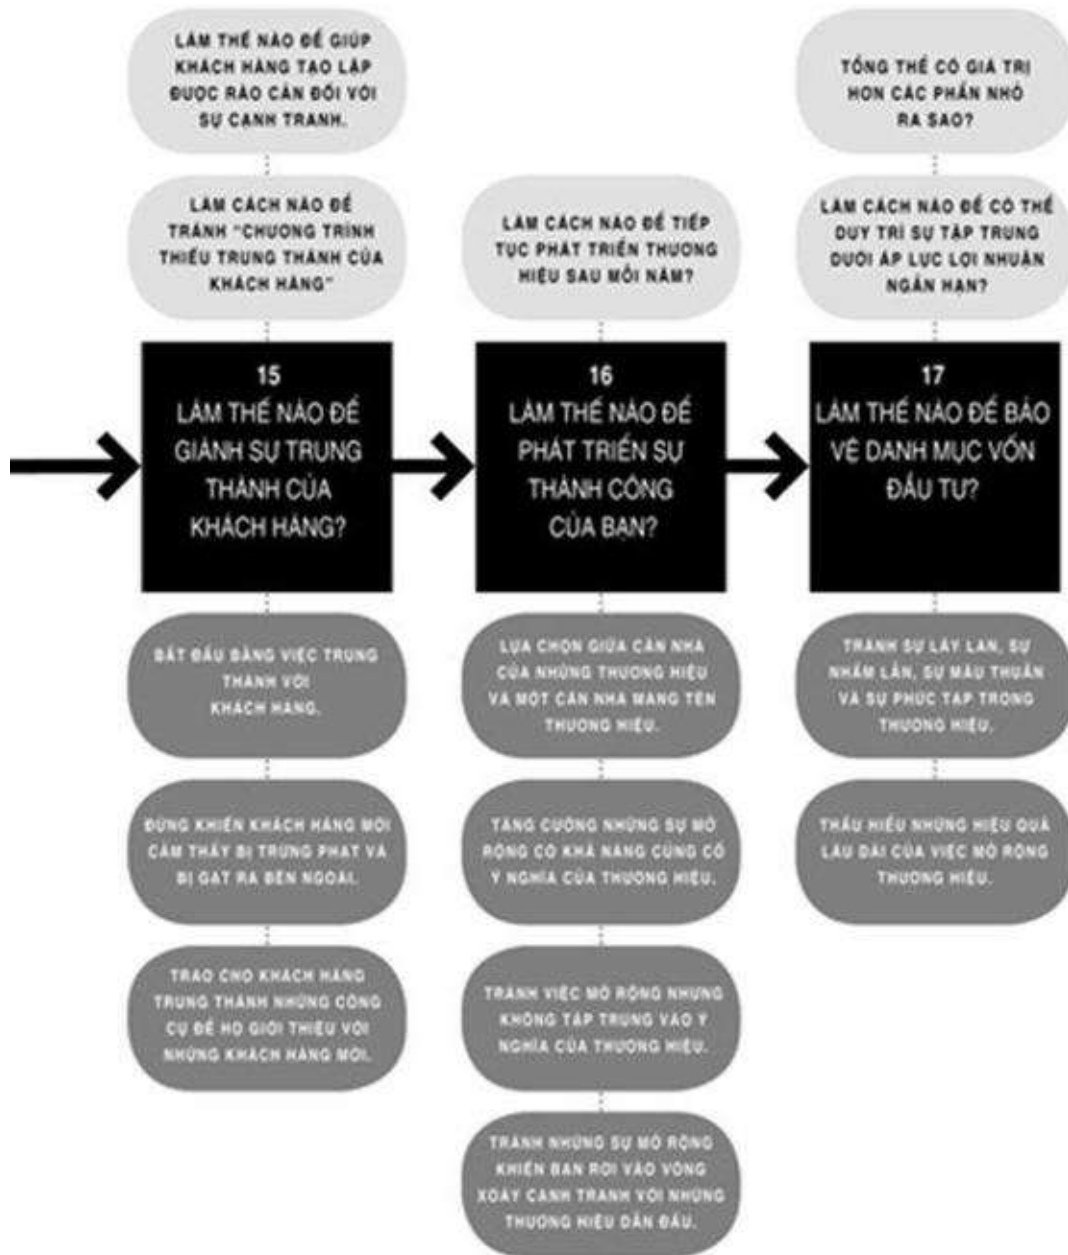 LÀM THẾ NÀO ĐỂ GIÚP
KHÁCH HÀNG TẠO LẬP
ĐƯỢC RÀO CẢN ĐỐI VỚI
SỰ CẠNH TRANH.
LÀM CÁCH NÀO ĐỂ
TRÁNH "CHƯƠNG TRÌNH
THIẾU TRUNG THÀNH CỦA
KHÁCH HÀNG"
15
LÀM THẾ NÀO ĐỂ
GIÀNH SỰ TRUNG
THÀNH CỦA
KHÁCH HÀNG?
BẮT ĐẦU BẰNG VIỆC TRUNG
THÀNH VỚI
KHÁCH HÀNG.
ĐỪNG KHIẾN KHÁCH HÀNG MỚI
CẢM THẤY BỊ TRỪNG PHẠT VÀ
BỊ GẠT RA BÊN NGOÀI.
TRAO CHO KHÁCH HÀNG
TRUNG THÀNH NHỮNG CÔNG
CỤ ĐỂ HỌ GIỚI THIỆU VỚI
NHỮNG KHÁCH HÀNG MỚI.
LÀM CÁCH NÀO ĐỂ TIẾP
TỤC PHÁT TRIỂN THƯƠNG
HIỆU SAU MỖI NĂM?
16
LÀM THẾ NÀO ĐỂ
PHÁT TRIỂN SỰ
THÀNH CÔNG
CỦA BẠN?
LỰA CHỌN GIỮA CĂN NHÀ
CỦA NHỮNG THƯƠNG HIỆU
VÀ MỘT CĂN NHÀ MANG TÊN
THƯƠNG HIỆU.
TĂNG CƯỜNG NHỮNG SỰ MỞ
RỘNG CÓ KHẢ NĂNG CỦNG CỐ
Ý NGHĨA CỦA THƯƠNG HIỆU.
TRÁNH VIỆC MỞ RỘNG NHƯNG
KHÔNG TẬP TRUNG VÀO Ý
NGHĨA CỦA THƯƠNG HIỆU.
TRÁNH NHỮNG SỰ MỞ RỘNG
KHIẾN BẠN RƠI VÀO VÒNG
XOÁY CẠNH TRANH VỚI NHỮNG
THƯƠNG HIỆU DẪN ĐẦU.
TỔNG THỂ CÓ GIÁ TRỊ
HƠN CÁC PHẦN NHỎ
RA SAO?
LÀM CÁCH NÀO ĐỂ CÓ THỂ
DUY TRÌ SỰ TẬP TRUNG
DƯỚI ÁP LỰC LỢI NHUẬN
NGẮN HẠN?
17
LÀM THẾ NÀO ĐỂ BẢO
VỆ DANH MỤC VỐN
ĐẦU TƯ?
TRÁNH SỰ LÂY LAN, SỰ
NHẦM LẪN, SỰ MÂU THUẪN
VÀ SỰ PHỨC TẠP TRONG
THƯƠNG HIỆU.
THẤU HIỂU NHỮNG HIỆU QUẢ
LÂU DÀI CỦA VIỆC MỞ RỘNG
THƯƠNG HIỆU.